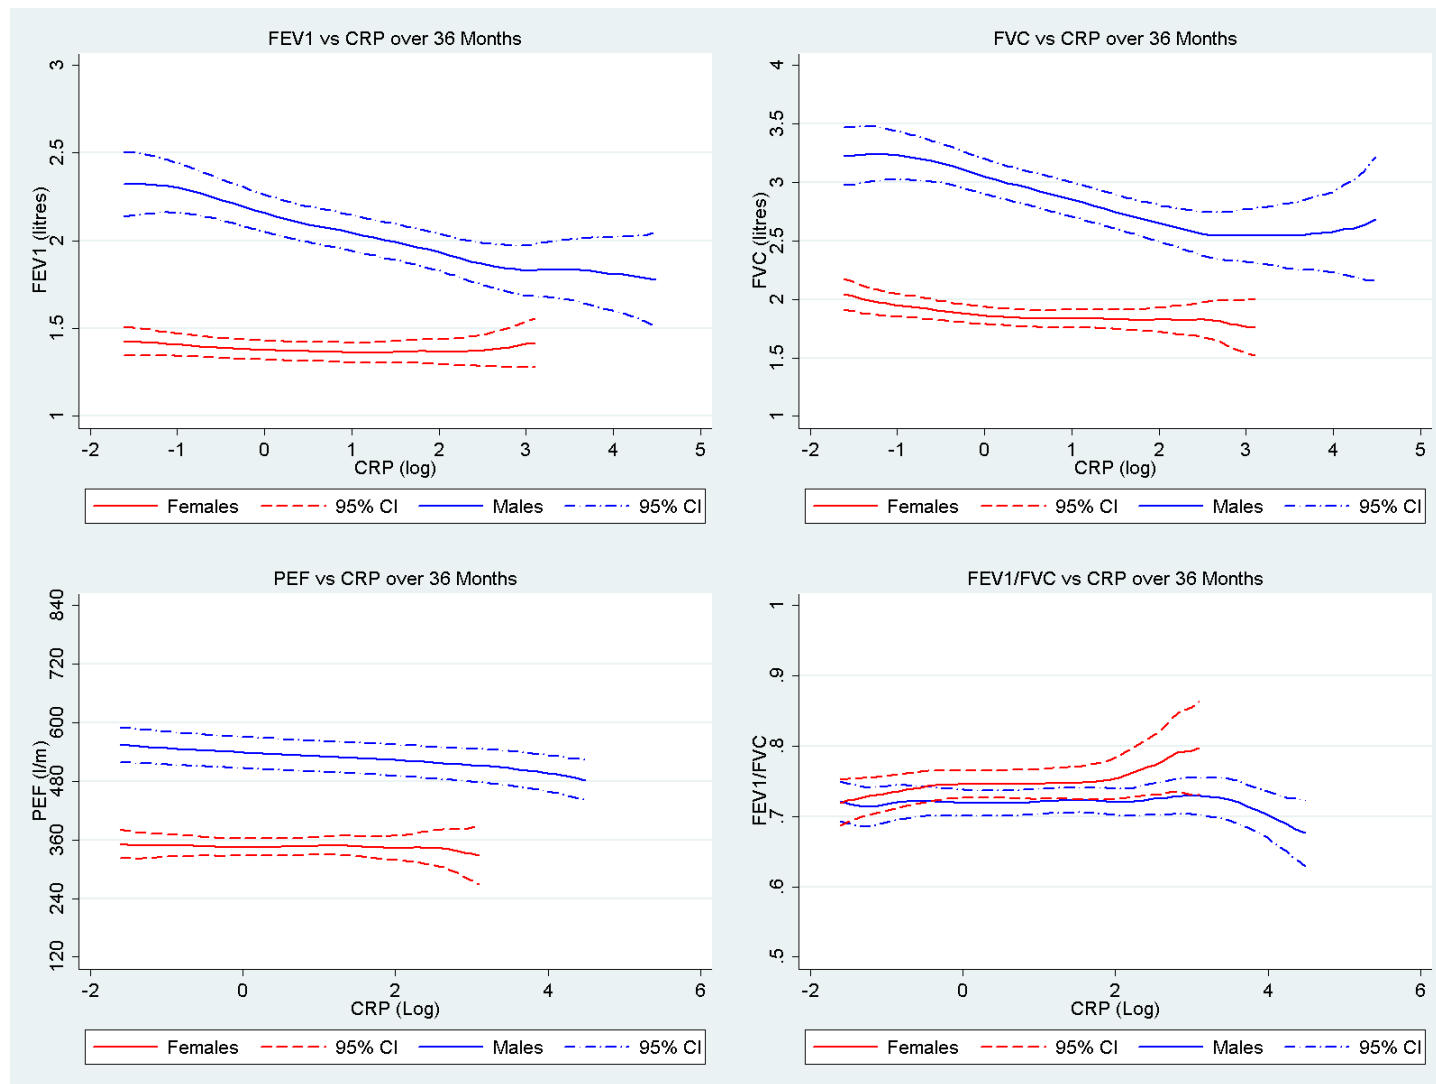 FEV1 vs CRP over 36 Months
FEV1 (litres)
3
2.5
2
1.5
1
-2 -1 0 1 2 3 4 5
CRP (log)
Females 95% CI Males 95% CI
FVC vs CRP over 36 Months
FVC (litres)
4
3.5
3
2.5
2
1.5
1
-2 -1 0 1 2 3 4 5
CRP (log)
Females 95% CI Males 95% CI
PEF vs CRP over 36 Months
PEF (l/m)
840
720
600
480
360
240
120
-2 0 2 4 6
CRP (Log)
Females 95% CI Males 95% CI
FEV1/FVC vs CRP over 36 Months
FEV1/FVC
1
.9
.8
.7
.6
.5
-2 0 2 4 6
CRP (Log)
Females 95% CI Males 95% CI